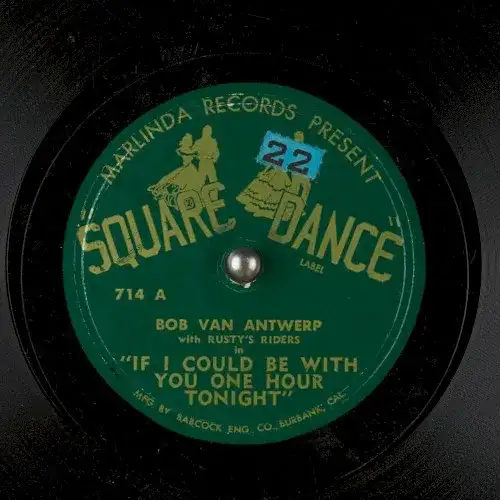 MARLINDA RECORDS PRESENT
22
"SQUARE DANCE"
LABEL
714 A
BOB VAN ANTWERP
with RUSTY'S RIDERS
in
"IF I COULD BE WITH
YOU ONE HOUR
TONIGHT"
MFG. BY BABCOCK ENG. CO., BURBANK, CAL.